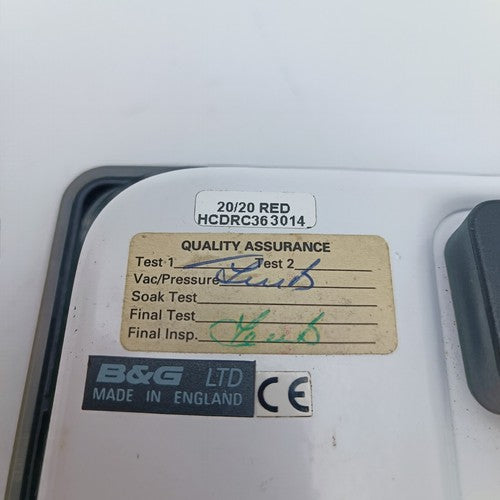 20/20 RED
HCDRC363014
QUALITY ASSURANCE
Test 1 Test 2
Vac/Pressure
Soak Test
Final Test
Final Insp.
B&G LTD
MADE IN ENGLAND
CE